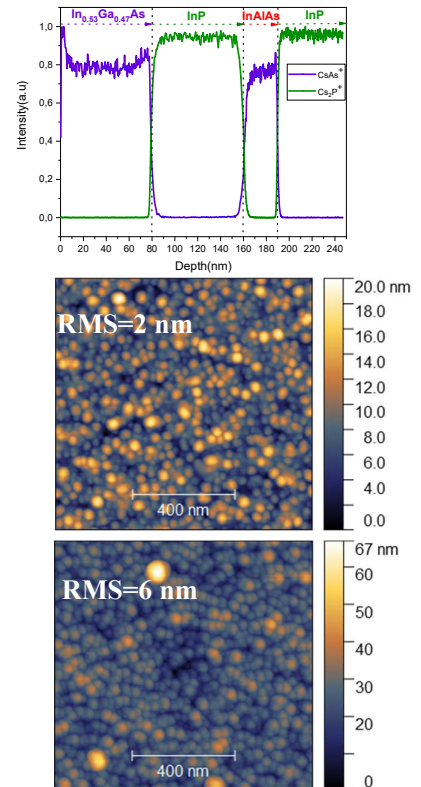 In0.53Ga0.47As InP InAlAs InP
1,0
0,8
0,6
0,4
0,2
0,0
Intensity(a.u)
CsAs+
Cs2P+
0 20 40 60 80 100 120 140 160 180 200 220 240
Depth(nm)
RMS=2 nm
400 nm
20.0 nm
18.0
16.0
14.0
12.0
10.0
8.0
6.0
4.0
0.0
RMS=6 nm
400 nm
67 nm
60
50
40
30
20
0